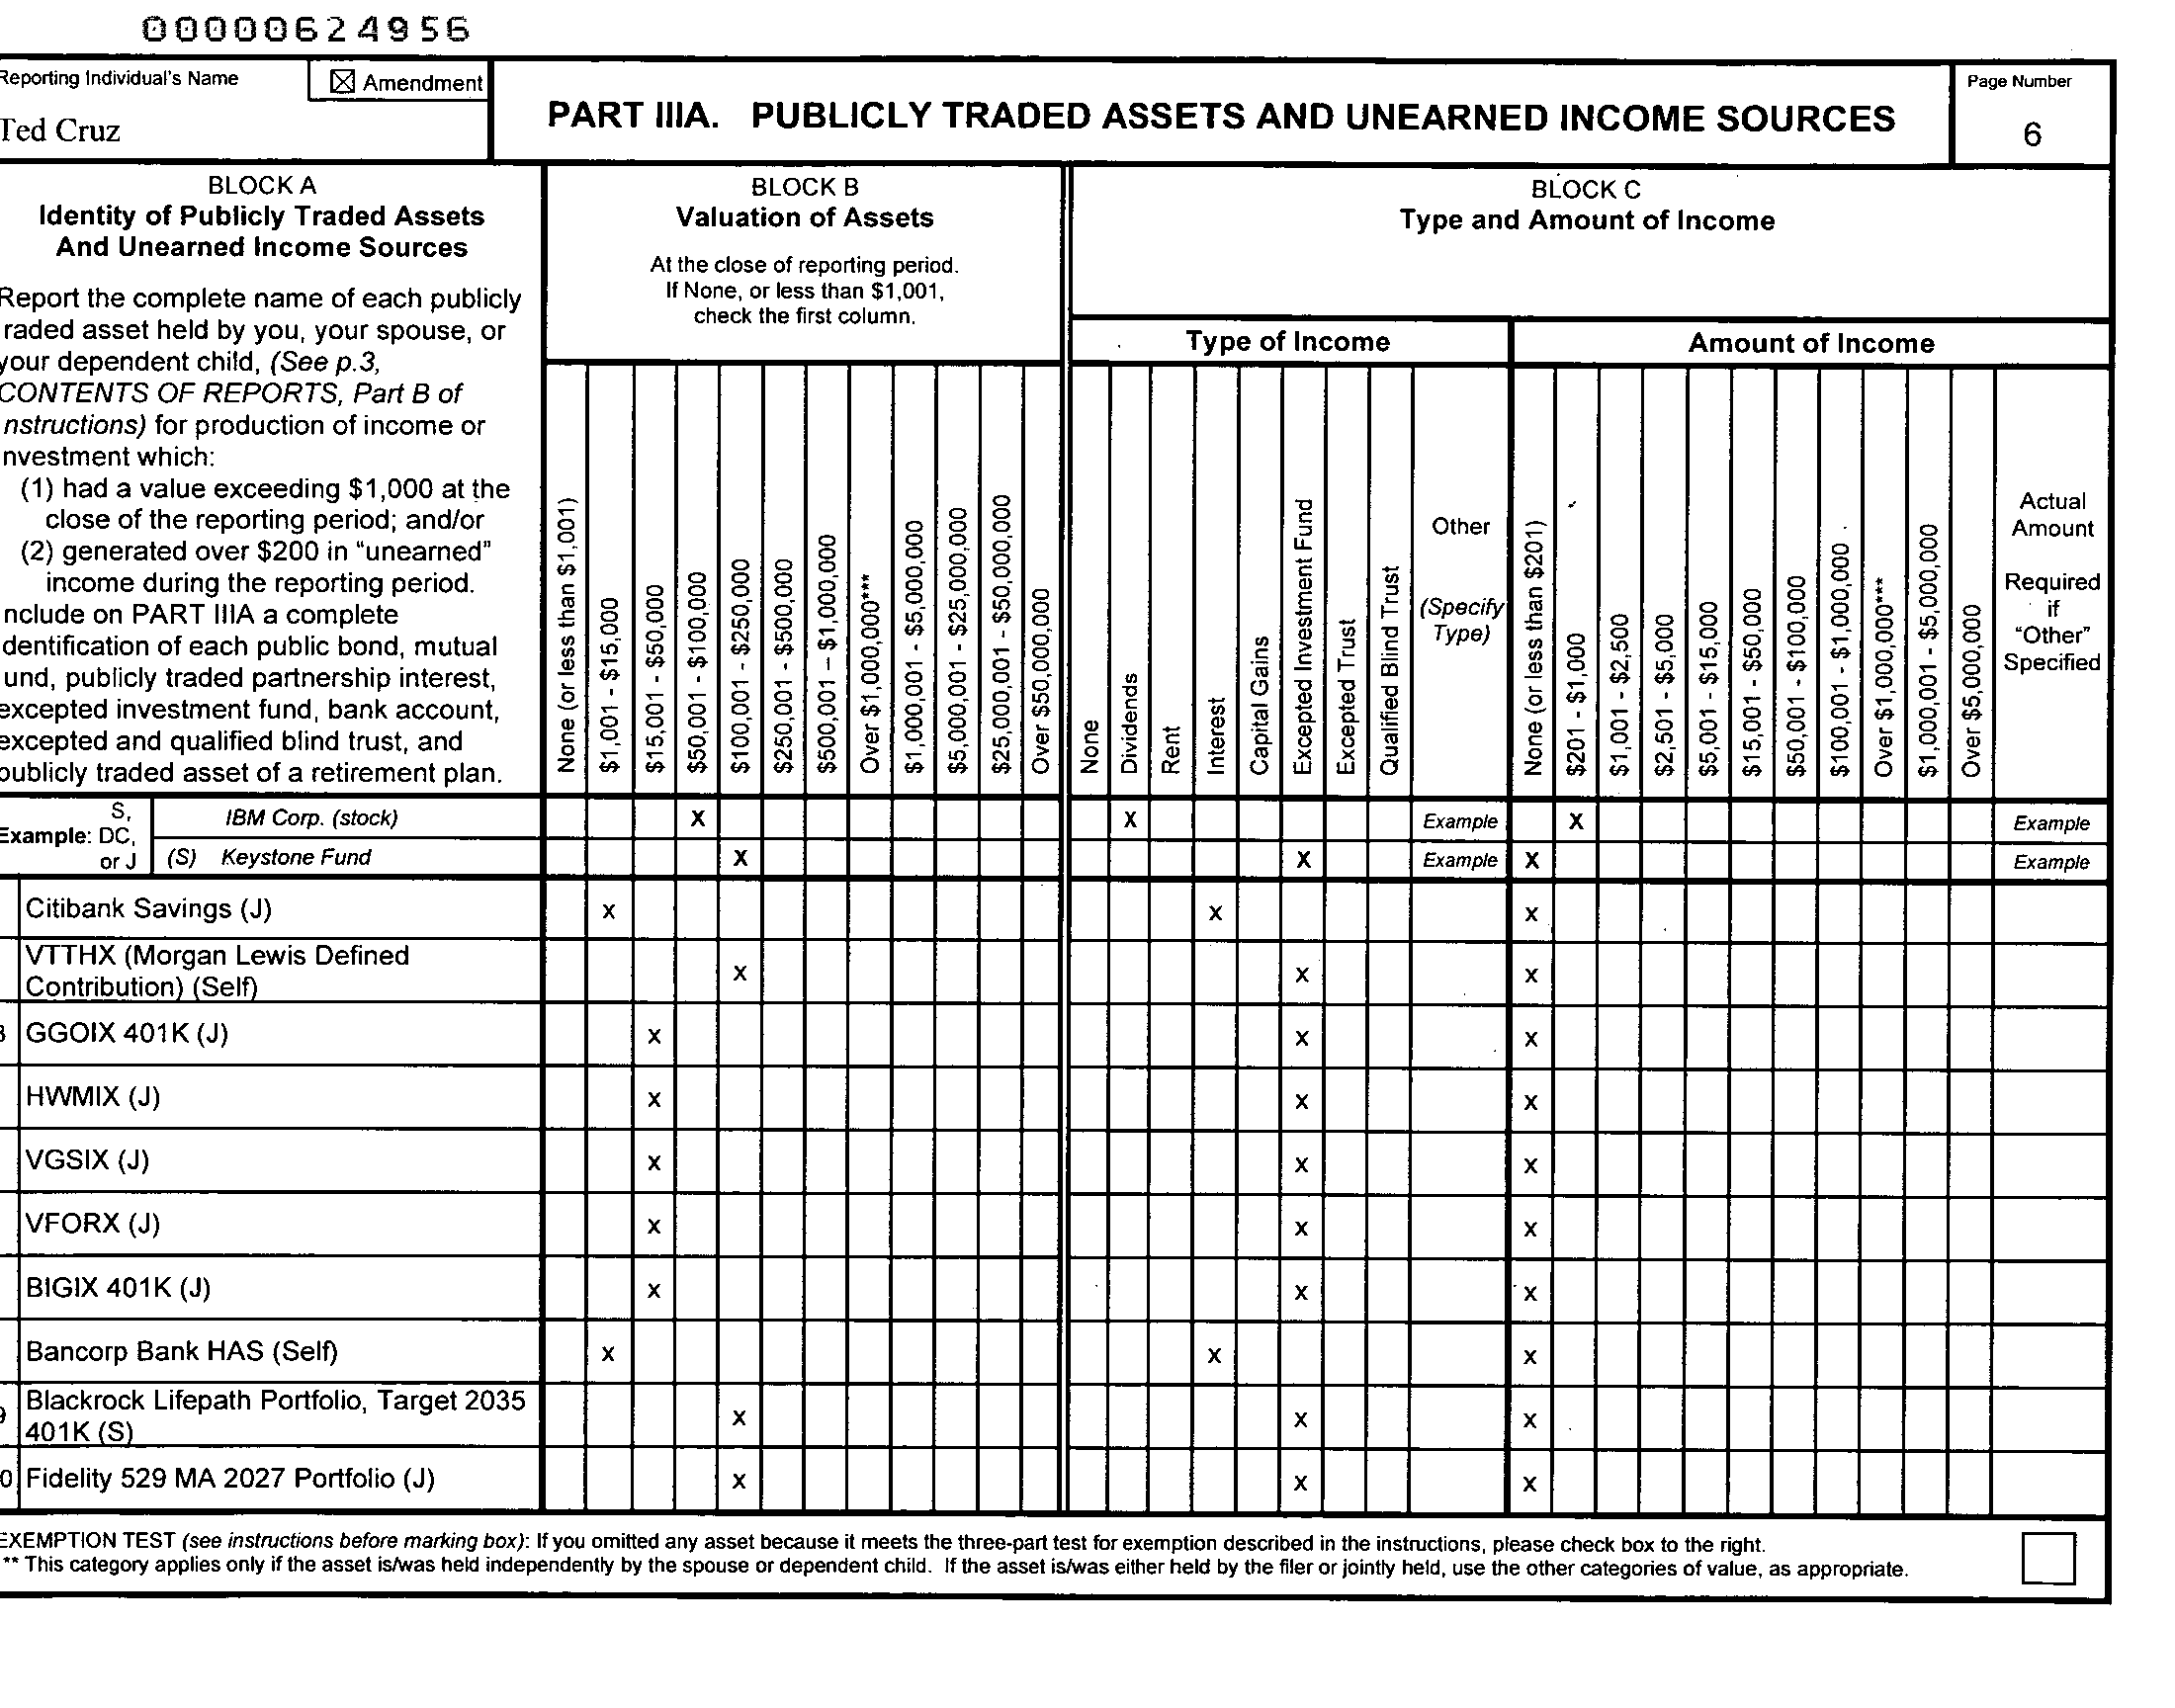 00000624956
Reporting Individual's Name
☒ Amendment
Ted Cruz
PART IIIA. PUBLICLY TRADED ASSETS AND UNEARNED INCOME SOURCES
Page Number
6
BLOCK A
Identity of Publicly Traded Assets
And Unearned Income Sources
Report the complete name of each publicly
raded asset held by you, your spouse, or
your dependent child, (See p.3,
CONTENTS OF REPORTS, Part B of
nstructions) for production of income or
nvestment which:
(1) had a value exceeding $1,000 at the
close of the reporting period; and/or
(2) generated over $200 in "unearned"
income during the reporting period.
nclude on PART IIIA a complete
dentification of each public bond, mutual
und, publicly traded partnership interest,
excepted investment fund, bank account,
excepted and qualified blind trust, and
publicly traded asset of a retirement plan.
BLOCK B
Valuation of Assets
At the close of reporting period.
If None, or less than $1,001,
check the first column.
None (or less than $1,001)
$1,001 - $15,000
$15,001 - $50,000
$50,001 - $100,000
$100,001 - $250,000
$250,001 - $500,000
$500,001 – $1,000,000
Over $1,000,000***
$1,000,001 - $5,000,000
$5,000,001 - $25,000,000
$25,000,001 - $50,000,000
Over $50,000,000
BLOCK C
Type and Amount of Income
Type of Income
None
Dividends
Rent
Interest
Capital Gains
Excepted Investment Fund
Excepted Trust
Qualified Blind Trust
Other
(Specify
Type)
Amount of Income
None (or less than $201)
$201 - $1,000
$1,001 - $2,500
$2,501 - $5,000
$5,001 - $15,000
$15,001 - $50,000
$50,001 - $100,000
$100,001 - $1,000,000
Over $1,000,000***
$1,000,001 - $5,000,000
Over $5,000,000
Actual
Amount
Required
if
"Other"
Specified
Example:
S,
DC,
or J
IBM Corp. (stock) X X Example X Example
(S) Keystone Fund X X Example X Example
Citibank Savings (J) x x x
VTTHX (Morgan Lewis Defined
Contribution) (Self) x x x
3 GGOIX 401K (J) x x x
HWMIX (J) x x x
VGSIX (J) x x x
VFORX (J) x x x
BIGIX 401K (J) x x x
Bancorp Bank HAS (Self) x x x
9 Blackrock Lifepath Portfolio, Target 2035
401K (S) x x x
0 Fidelity 529 MA 2027 Portfolio (J) x x x
EXEMPTION TEST (see instructions before marking box): If you omitted any asset because it meets the three-part test for exemption described in the instructions, please check box to the right.
** This category applies only if the asset is/was held independently by the spouse or dependent child. If the asset is/was either held by the filer or jointly held, use the other categories of value, as appropriate.